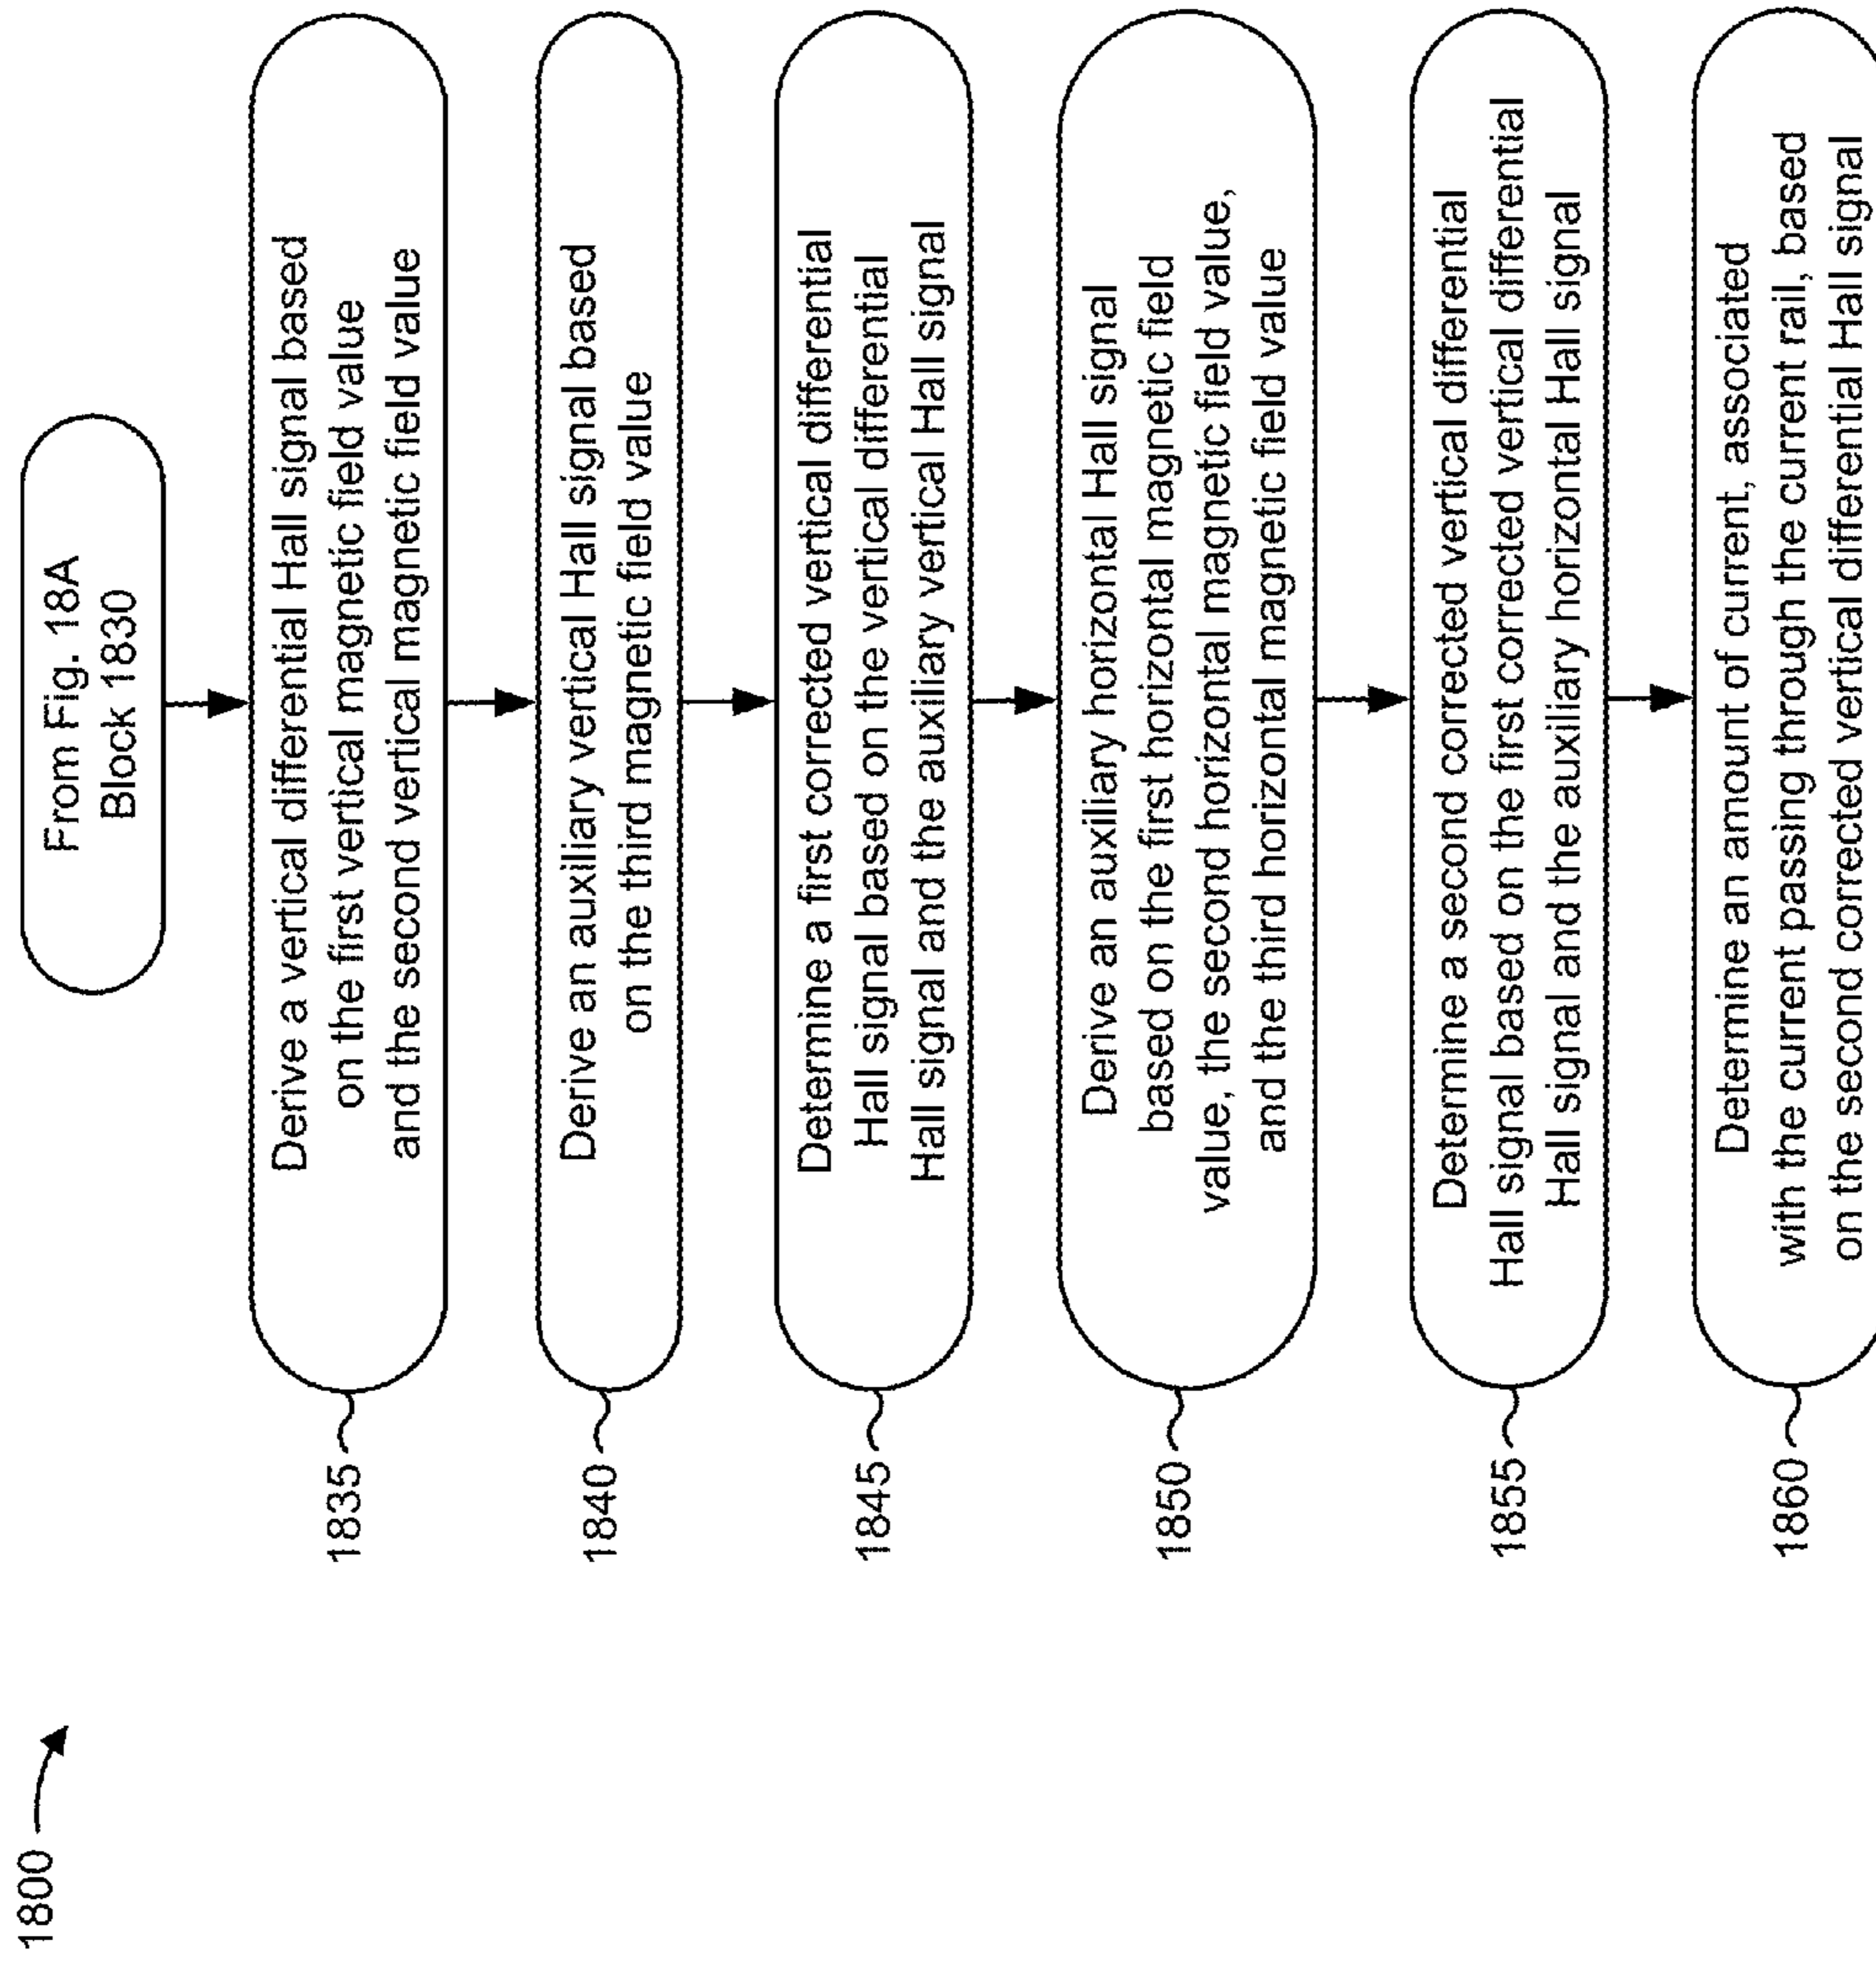 1800
From Fig. 18A
Block 1830
1835
Derive a vertical differential Hall signal based
on the first vertical magnetic field value
and the second vertical magnetic field value
1840
Derive an auxiliary vertical Hall signal based
on the third magnetic field value
1845
Determine a first corrected vertical differential
Hall signal based on the vertical differential
Hall signal and the auxiliary vertical Hall signal
1850
Derive an auxiliary horizontal Hall signal
based on the first horizontal magnetic field
value, the second horizontal magnetic field value,
and the third horizontal magnetic field value
1855
Determine a second corrected vertical differential
Hall signal based on the first corrected vertical differential
Hall signal and the auxiliary horizontal Hall signal
1860
Determine an amount of current, associated
with the current passing through the current rail, based
on the second corrected vertical differential Hall signal